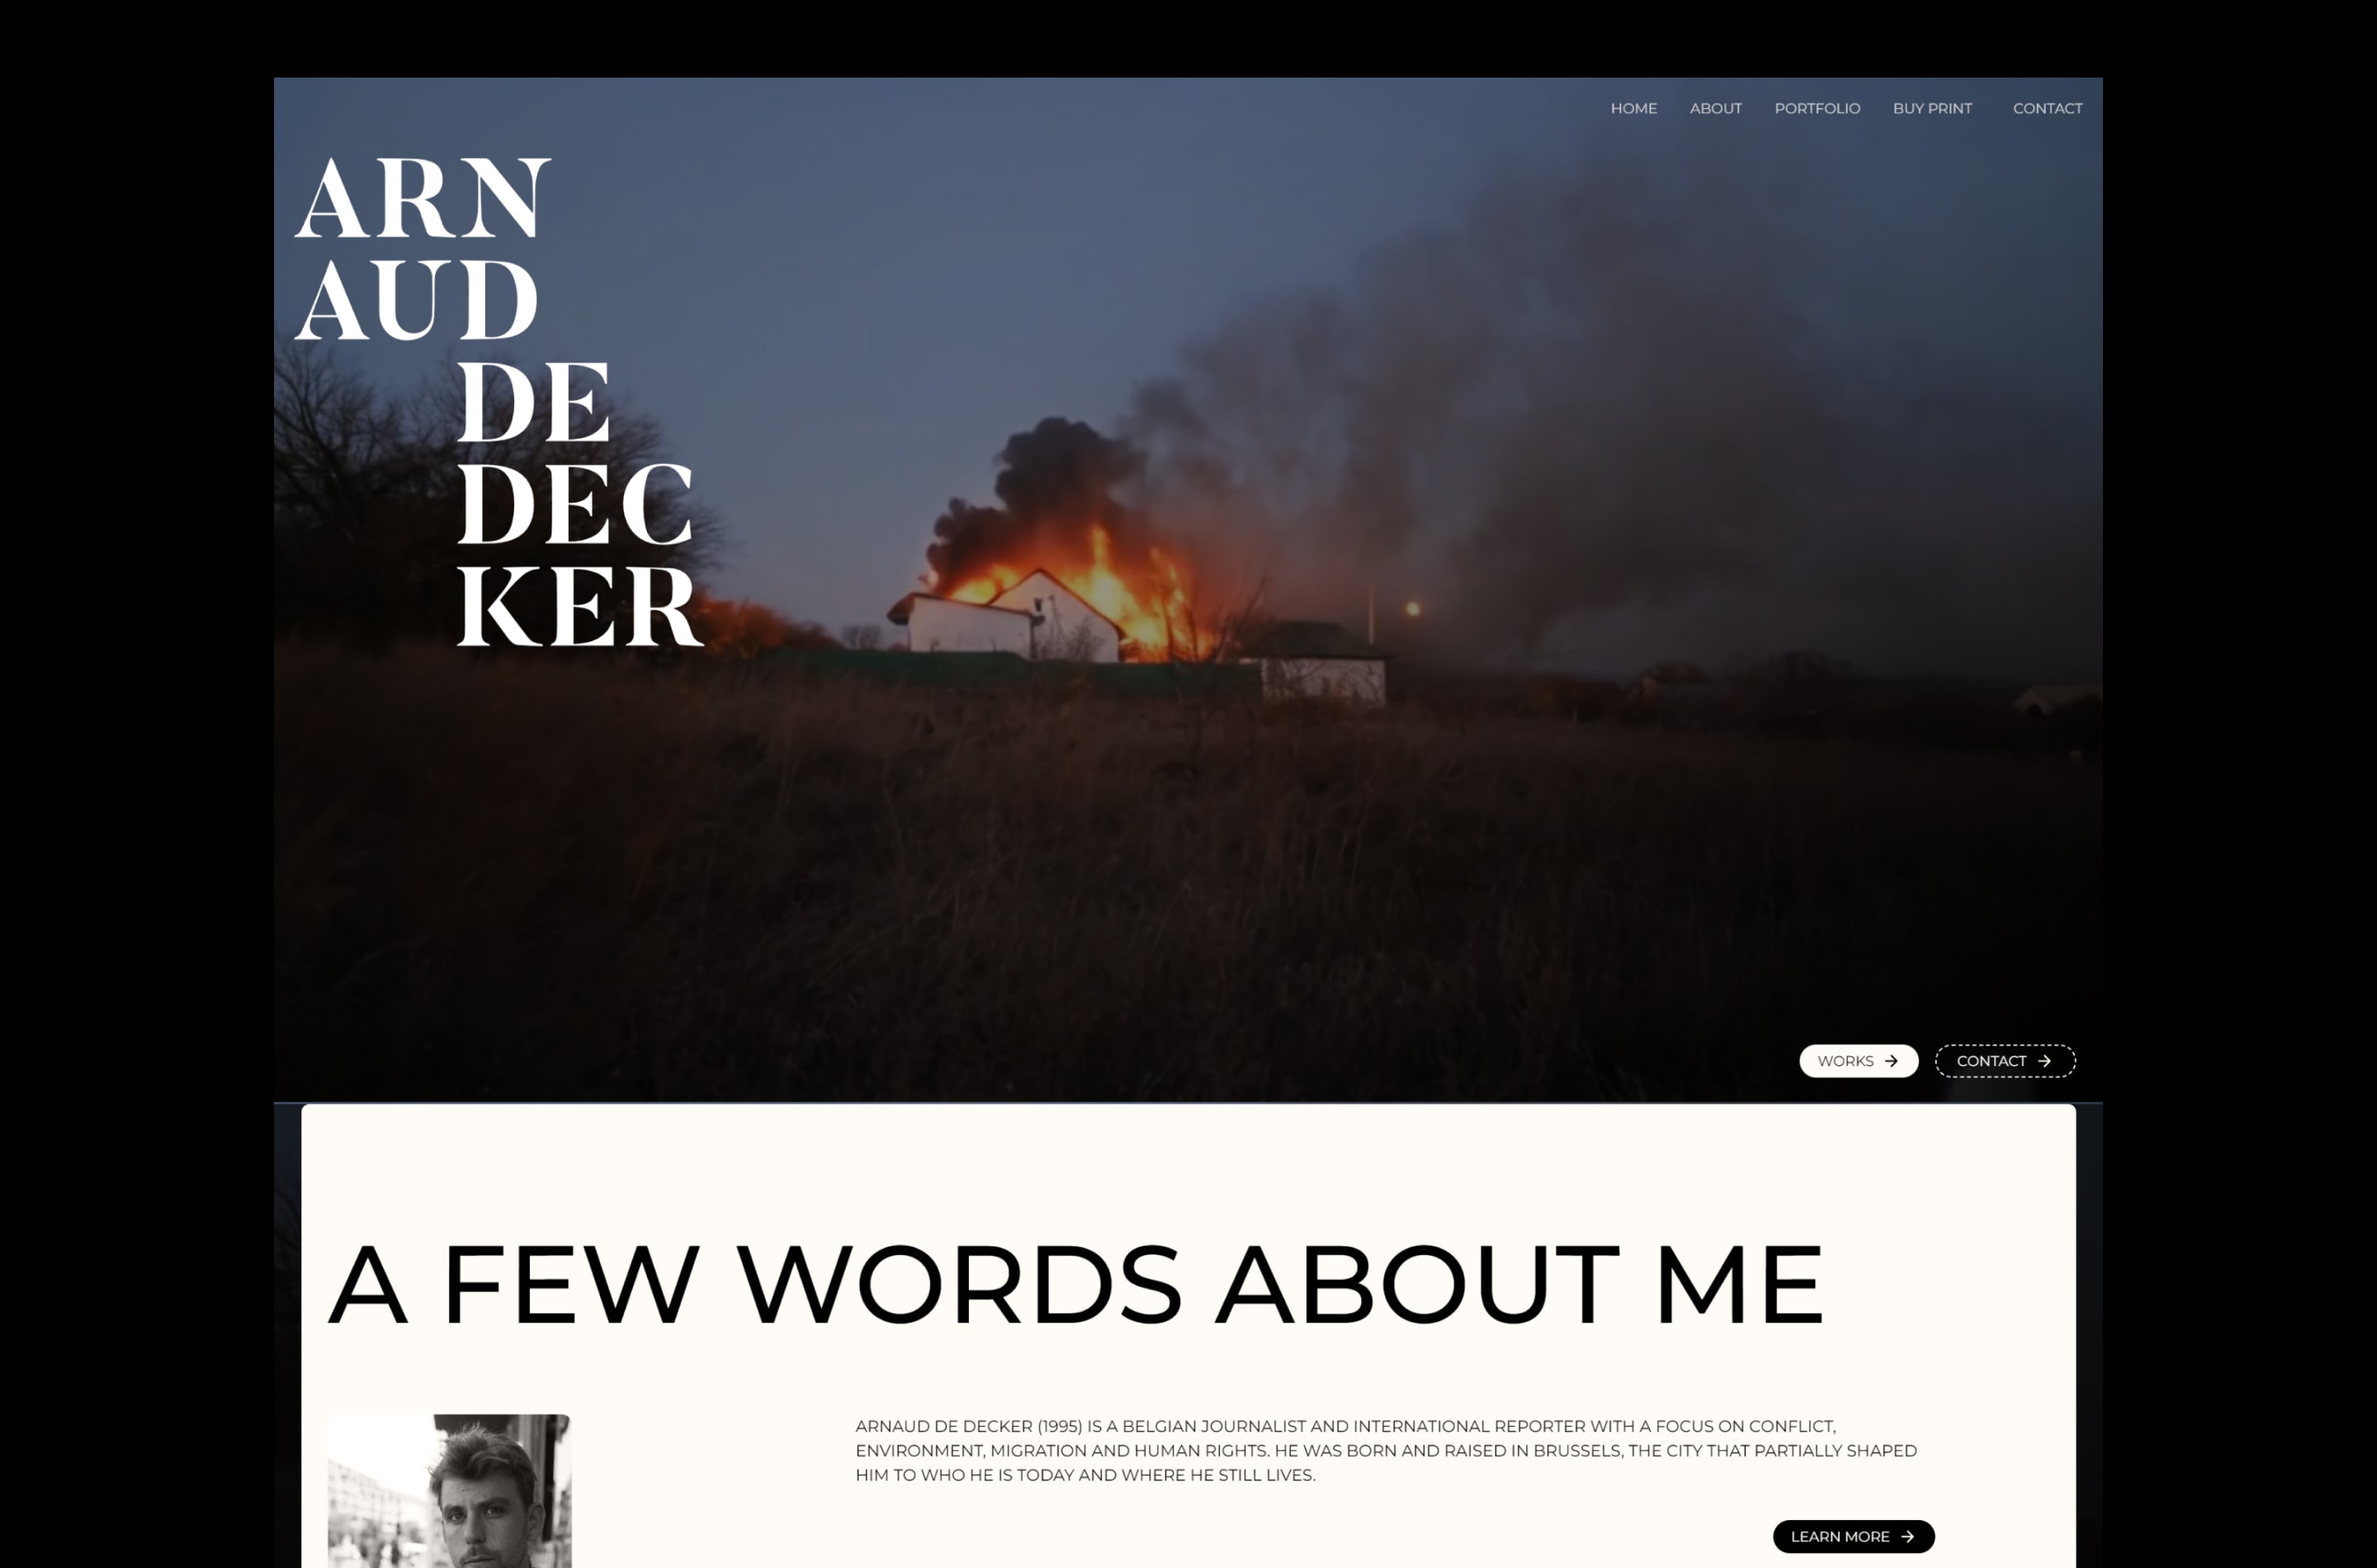 HOME ABOUT PORTFOLIO BUY PRINT CONTACT
ARN
AUD
DE
DEC
KER
WORKS → CONTACT →
A FEW WORDS ABOUT ME
ARNAUD DE DECKER (1995) IS A BELGIAN JOURNALIST AND INTERNATIONAL REPORTER WITH A FOCUS ON CONFLICT,
ENVIRONMENT, MIGRATION AND HUMAN RIGHTS. HE WAS BORN AND RAISED IN BRUSSELS, THE CITY THAT PARTIALLY SHAPED
HIM TO WHO HE IS TODAY AND WHERE HE STILL LIVES.
LEARN MORE →